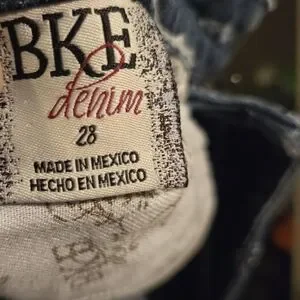 BKE
denim
28
MADE IN MEXICO
HECHO EN MEXICO